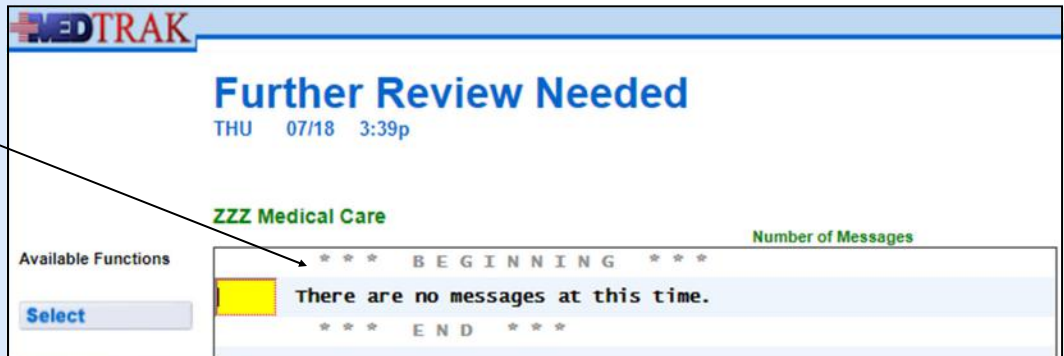 MEDTRAK
Further Review Needed
THU 07/18 3:39p
ZZZ Medical Care
Number of Messages
Available Functions
* * * B E G I N N I N G * * *
There are no messages at this time.
Select
* * * E N D * * *